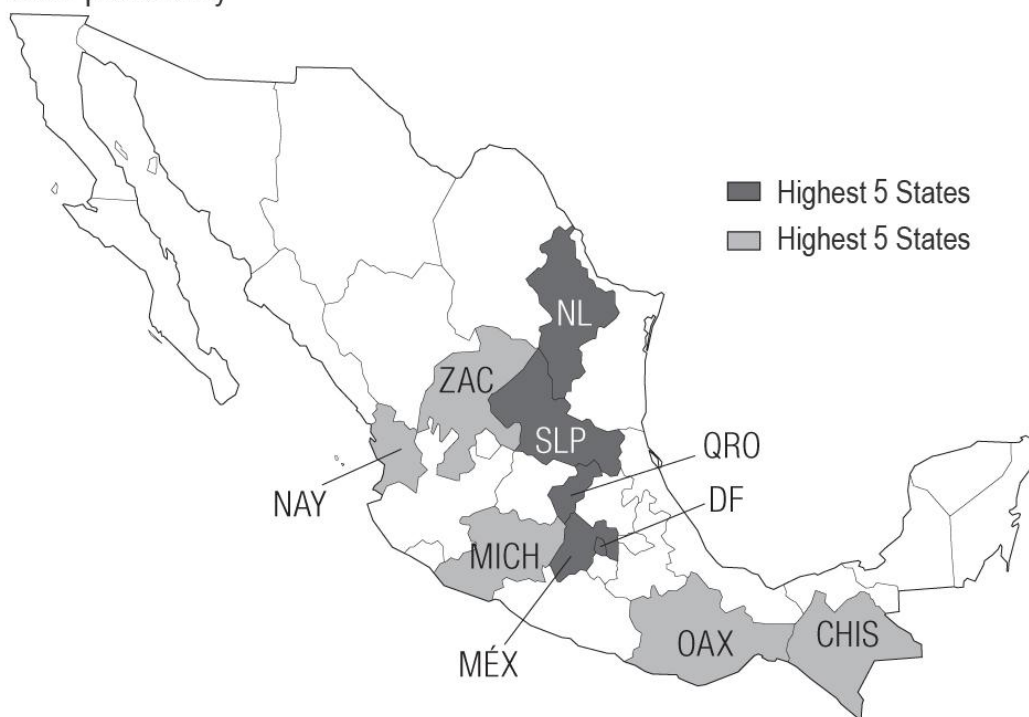 Highest 5 States
Highest 5 States
NL
ZAC
SLP
QRO
DF
NAY
MICH
MÉX
OAX
CHIS